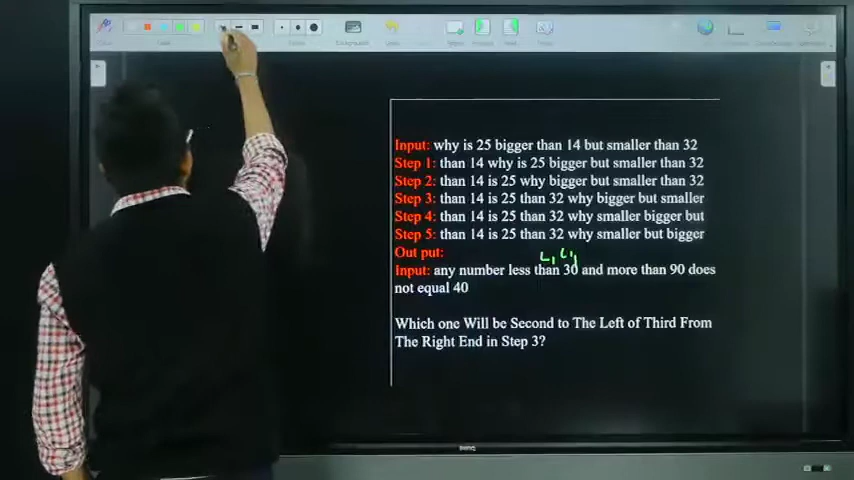 Input: why is 25 bigger than 14 but smaller than 32
Step 1: than 14 why is 25 bigger but smaller than 32
Step 2: than 14 is 25 why bigger but smaller than 32
Step 3: than 14 is 25 than 32 why bigger but smaller
Step 4: than 14 is 25 than 32 why smaller bigger but
Step 5: than 14 is 25 than 32 why smaller but bigger
Out put:
Input: any number less than 30 and more than 90 does
not equal 40
Which one Will be Second to The Left of Third From
The Right End in Step 3?